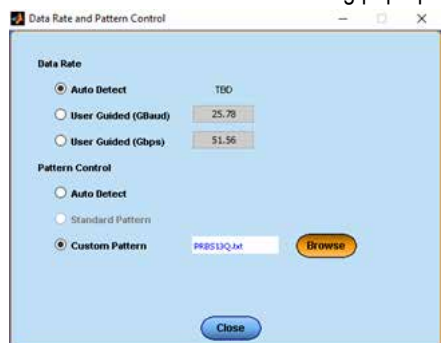 Data Rate and Pattern Control
Data Rate
Auto Detect TBD
User Guided (GBaud) 25.78
User Guided (Gbps) 51.56
Pattern Control
Auto Detect
Standard Pattern
Custom Pattern PRBS13Q.txt Browse
Close